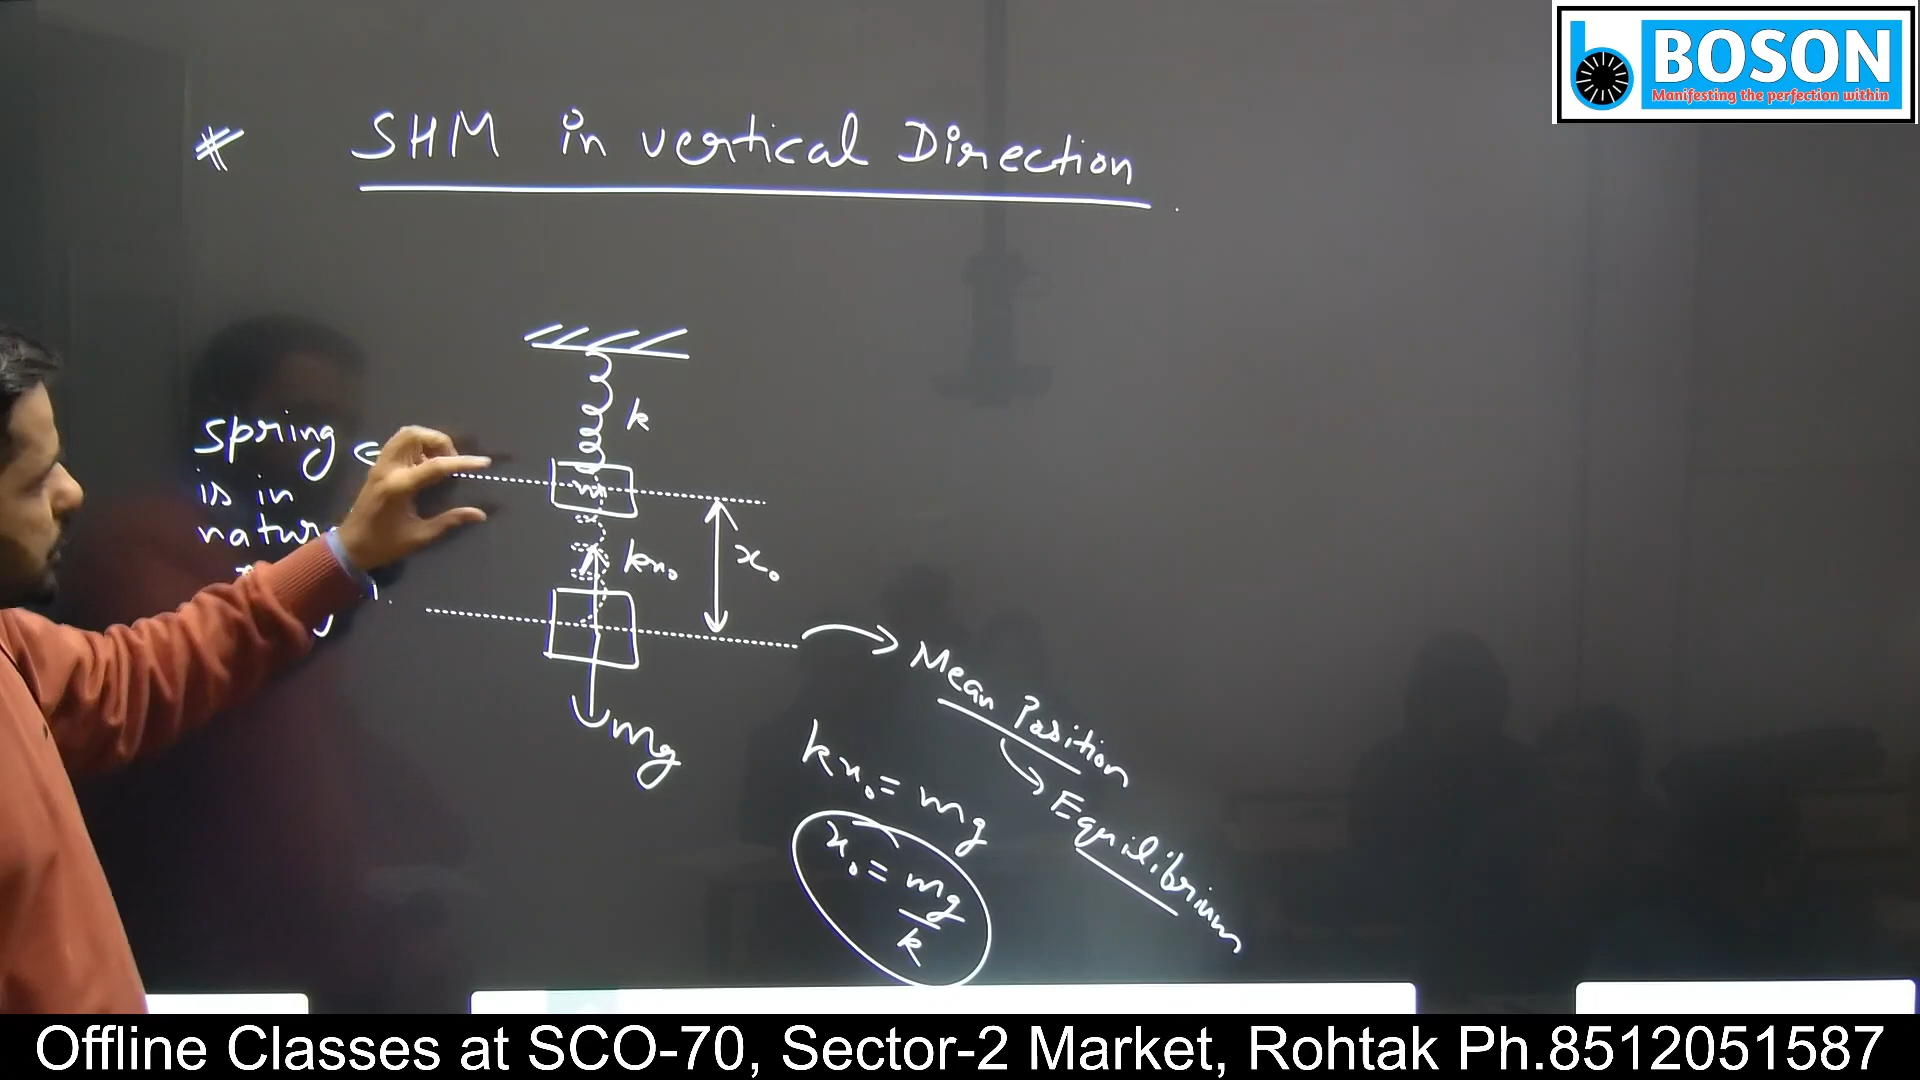 BOSON
Manifesting the perfection within
SHM in vertical Direction
k
spring
is in
m
kx₀
x₀
mg
Mean Position
Equilibrium
kx₀ = mg
x₀ = mg/k
Offline Classes at SCO-70, Sector-2 Market, Rohtak Ph.8512051587